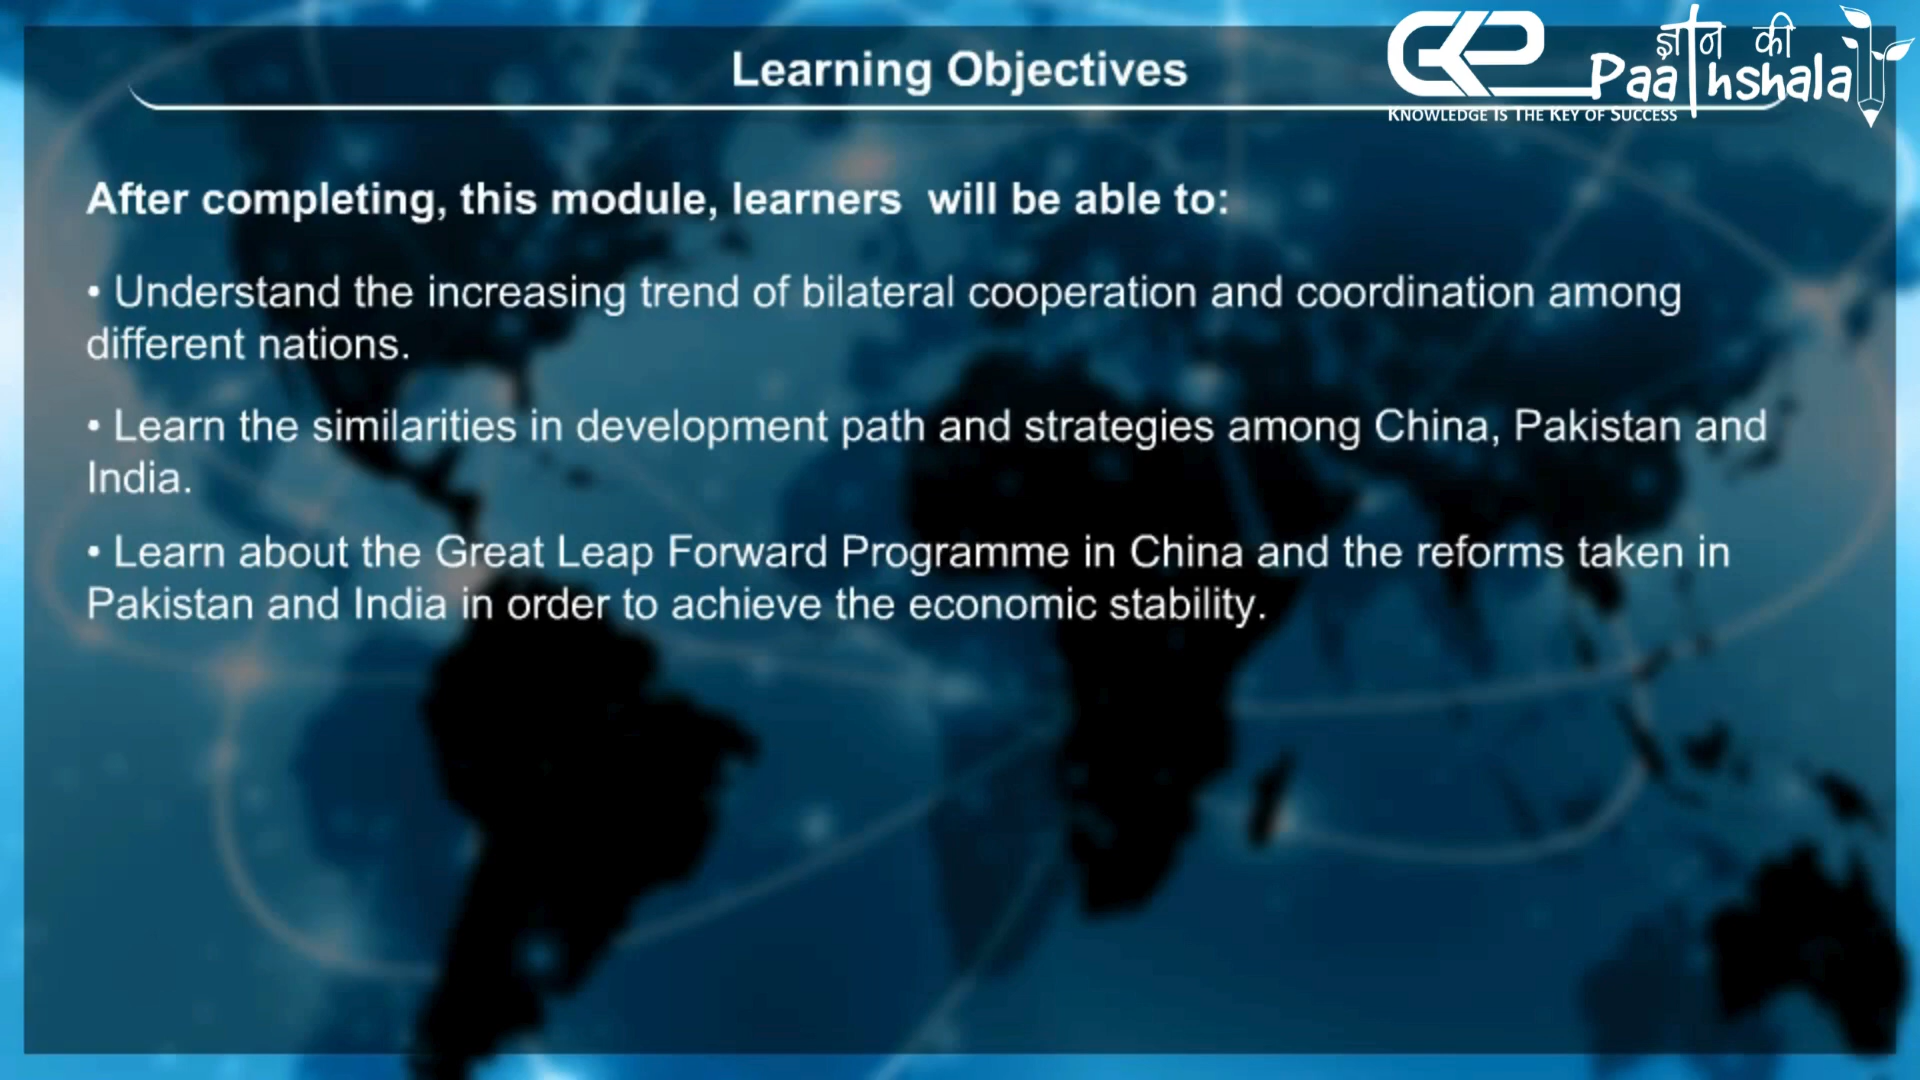 Learning Objectives
GKP
ज्ञान की
Paathshala
KNOWLEDGE IS THE KEY OF SUCCESS
After completing, this module, learners will be able to:
• Understand the increasing trend of bilateral cooperation and coordination among
different nations.
• Learn the similarities in development path and strategies among China, Pakistan and
India.
• Learn about the Great Leap Forward Programme in China and the reforms taken in
Pakistan and India in order to achieve the economic stability.